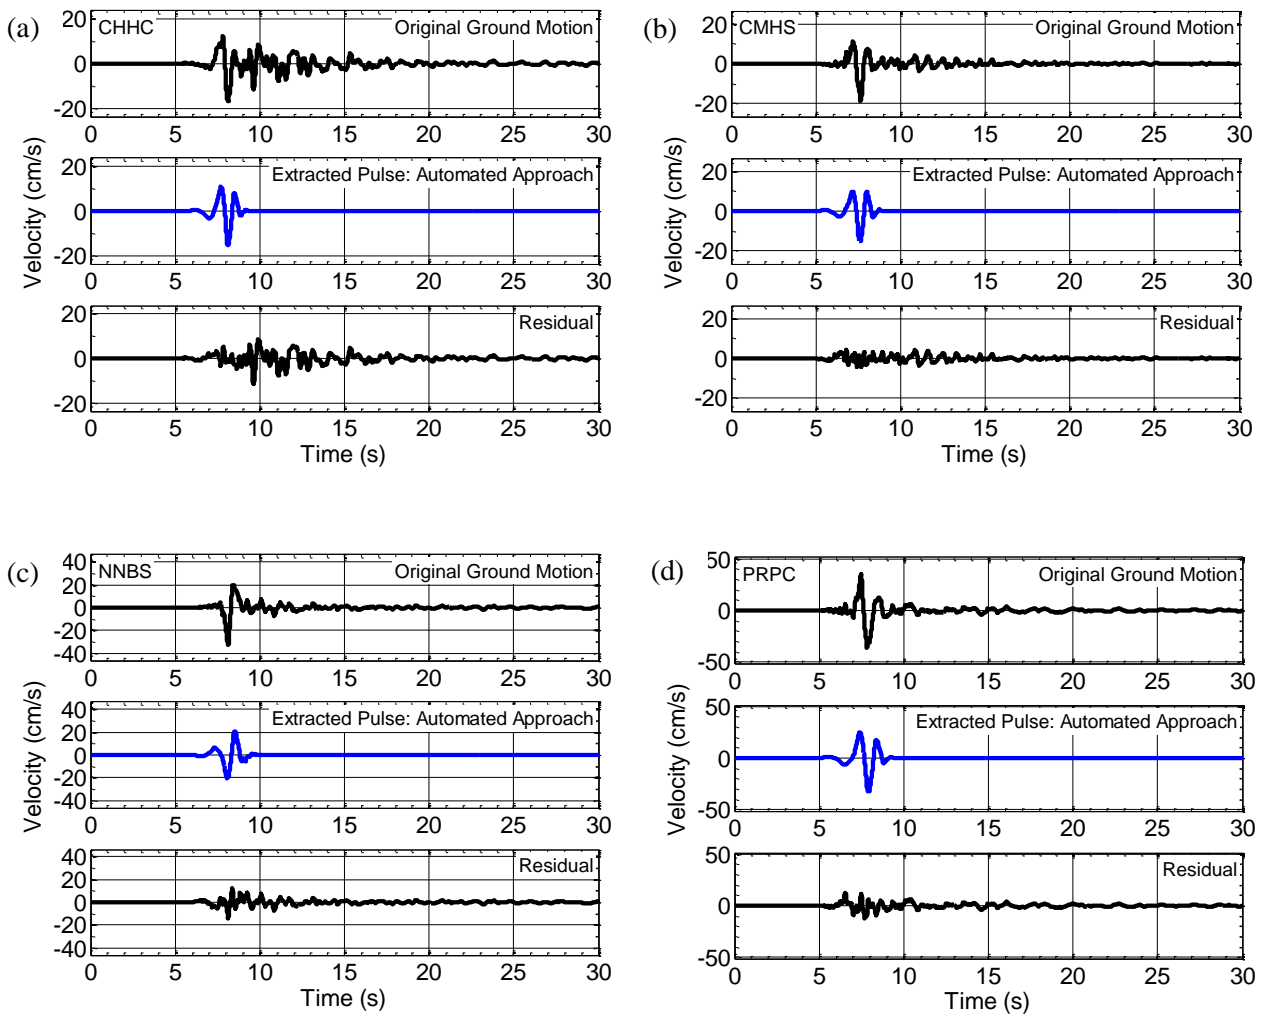 (a)
CHHC
Original Ground Motion
20
0
-20
0 5 10 15 20 25 30
Extracted Pulse: Automated Approach
20
0
-20
0 5 10 15 20 25 30
Velocity (cm/s)
Residual
20
0
-20
0 5 10 15 20 25 30
Time (s)
(b)
CMHS
Original Ground Motion
20
0
-20
0 5 10 15 20 25 30
Extracted Pulse: Automated Approach
20
0
-20
0 5 10 15 20 25 30
Velocity (cm/s)
Residual
20
0
-20
0 5 10 15 20 25 30
Time (s)
(c)
NNBS
Original Ground Motion
40
20
0
-20
-40
0 5 10 15 20 25 30
Extracted Pulse: Automated Approach
40
20
0
-20
-40
0 5 10 15 20 25 30
Velocity (cm/s)
Residual
40
20
0
-20
-40
0 5 10 15 20 25 30
Time (s)
(d)
PRPC
Original Ground Motion
50
0
-50
0 5 10 15 20 25 30
Extracted Pulse: Automated Approach
50
0
-50
0 5 10 15 20 25 30
Velocity (cm/s)
Residual
50
0
-50
0 5 10 15 20 25 30
Time (s)